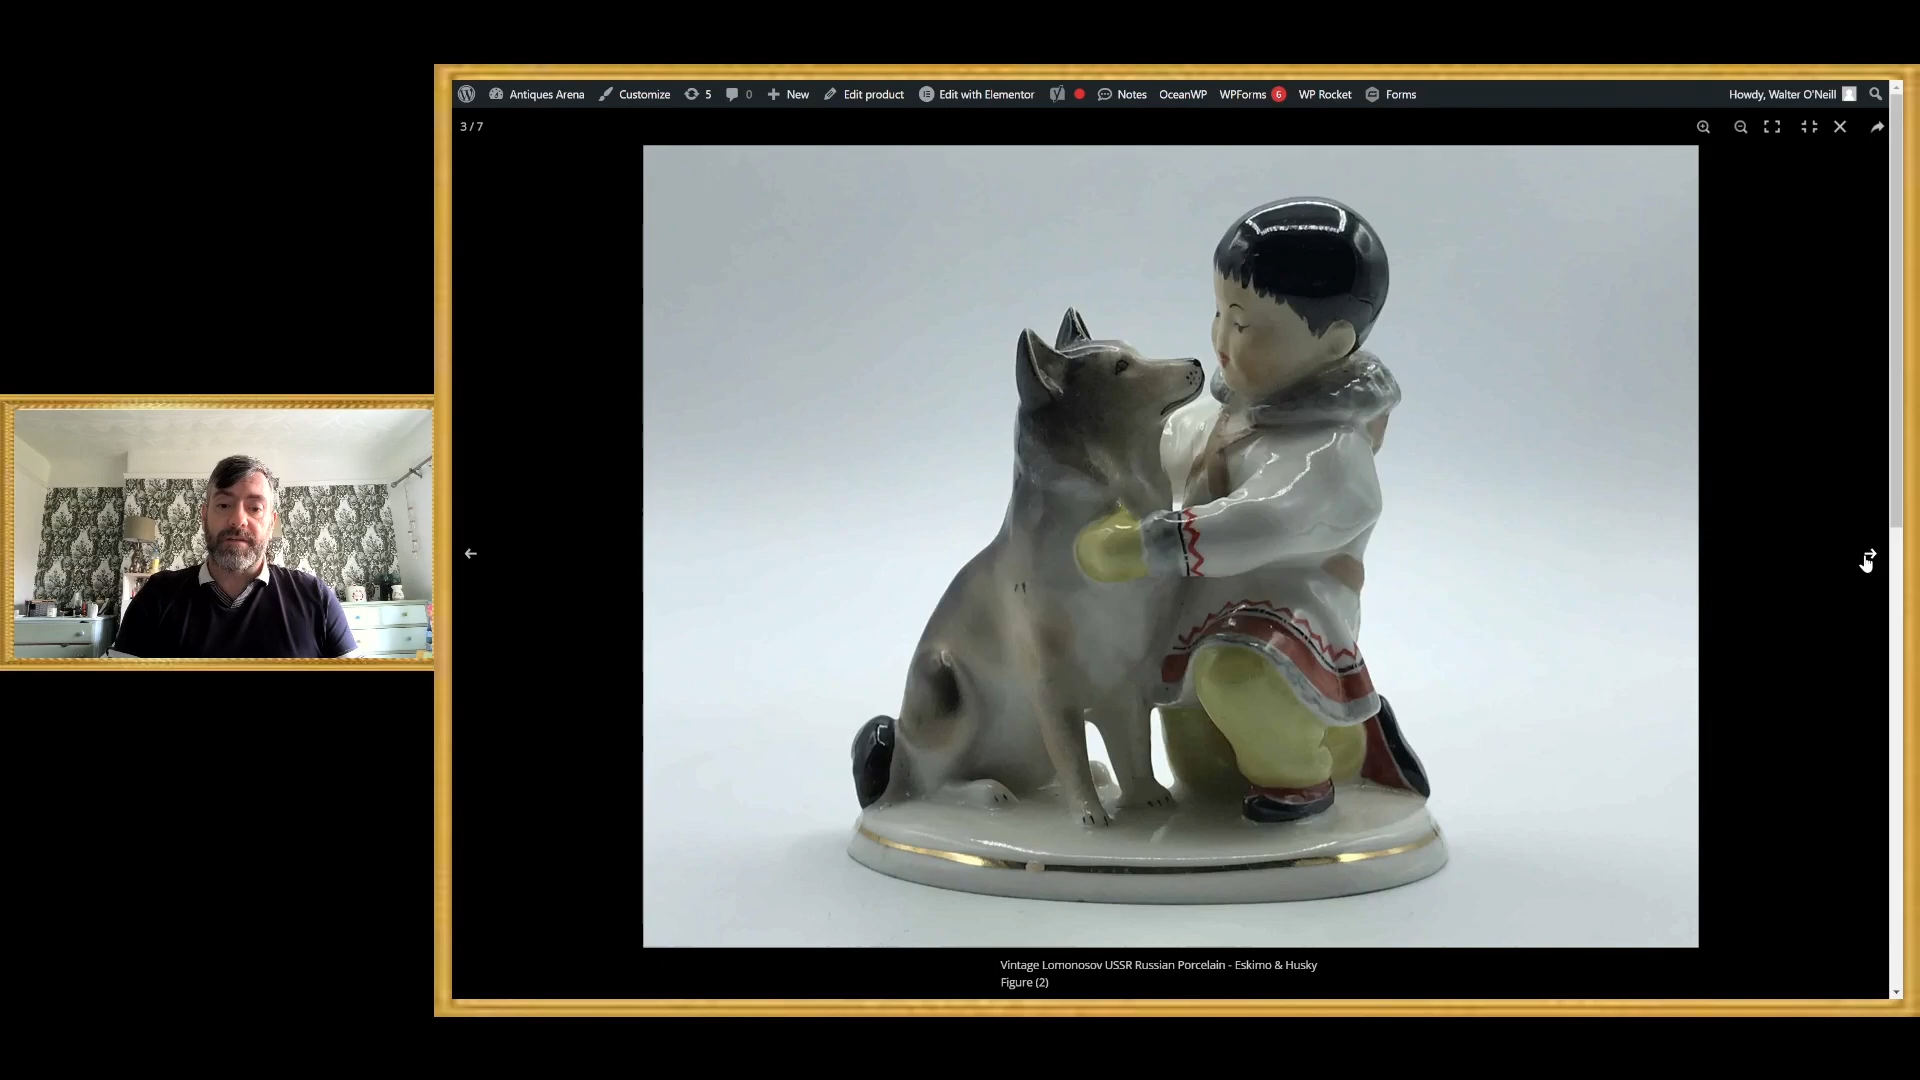 Antiques Arena Customize 5 0 New Edit product Edit with Elementor Notes OceanWP WPForms 6 WP Rocket Forms Howdy, Walter O'Neill
3 / 7
Vintage Lomonosov USSR Russian Porcelain - Eskimo & Husky
Figure (2)